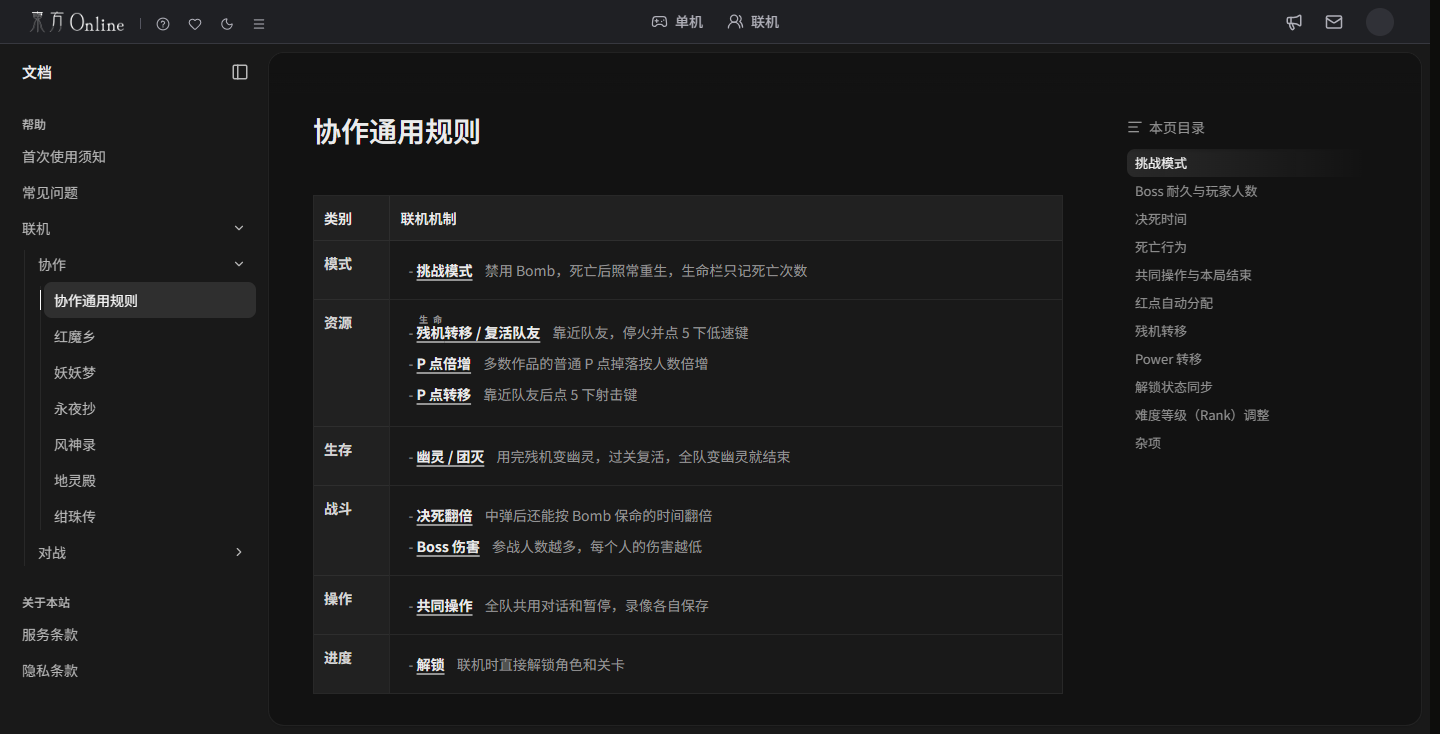 東方Online
单机
联机
文档
帮助
首次使用须知
常见问题
联机
协作
协作通用规则
红魔乡
妖妖梦
永夜抄
风神录
地灵殿
绀珠传
对战
关于本站
服务条款
隐私条款
协作通用规则
类别 联机机制
模式 - 挑战模式 禁用 Bomb，死亡后照常重生，生命栏只记死亡次数
生命
资源 - 残机转移 / 复活队友 靠近队友，停火并点 5 下低速键
- P 点倍增 多数作品的普通 P 点掉落按人数倍增
- P 点转移 靠近队友后点 5 下射击键
生存 - 幽灵 / 团灭 用完残机变幽灵，过关复活，全队变幽灵就结束
战斗 - 决死翻倍 中弹后还能按 Bomb 保命的时间翻倍
- Boss 伤害 参战人数越多，每个人的伤害越低
操作 - 共同操作 全队共用对话和暂停，录像各自保存
进度 - 解锁 联机时直接解锁角色和关卡
本页目录
挑战模式
Boss 耐久与玩家人数
决死时间
死亡行为
共同操作与本局结束
红点自动分配
残机转移
Power 转移
解锁状态同步
难度等级（Rank）调整
杂项